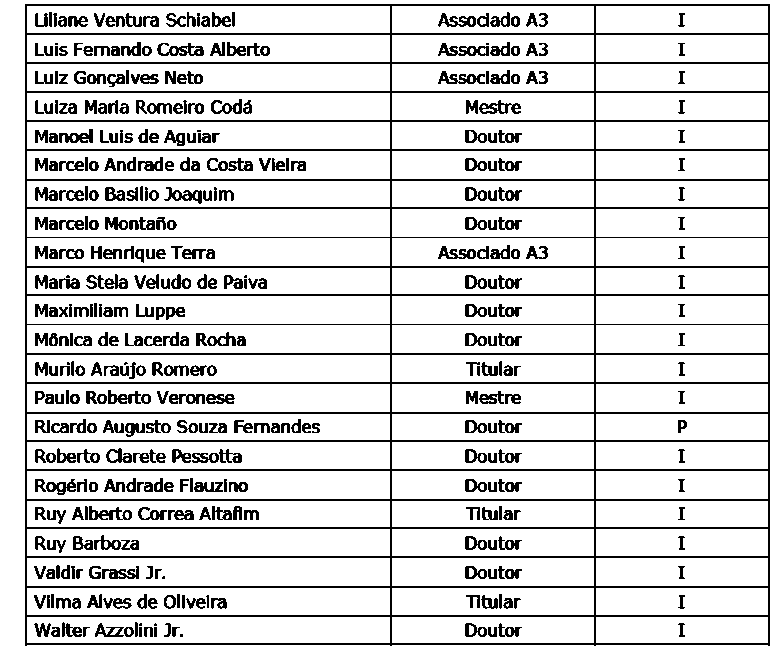 Liliane Ventura Schiabel Associado A3 I
Luis Fernando Costa Alberto Associado A3 I
Luiz Gonçalves Neto Associado A3 I
Luiza Maria Romeiro Codá Mestre I
Manoel Luis de Aguiar Doutor I
Marcelo Andrade da Costa Vieira Doutor I
Marcelo Basilio Joaquim Doutor I
Marcelo Montaño Doutor I
Marco Henrique Terra Associado A3 I
Maria Stela Veludo de Paiva Doutor I
Maximiliam Luppe Doutor I
Mônica de Lacerda Rocha Doutor I
Murilo Araújo Romero Titular I
Paulo Roberto Veronese Mestre I
Ricardo Augusto Souza Fernandes Doutor P
Roberto Clarete Pessotta Doutor I
Rogério Andrade Flauzino Doutor I
Ruy Alberto Correa Altafim Titular I
Ruy Barboza Doutor I
Valdir Grassi Jr. Doutor I
Vilma Alves de Oliveira Titular I
Walter Azzolini Jr. Doutor I